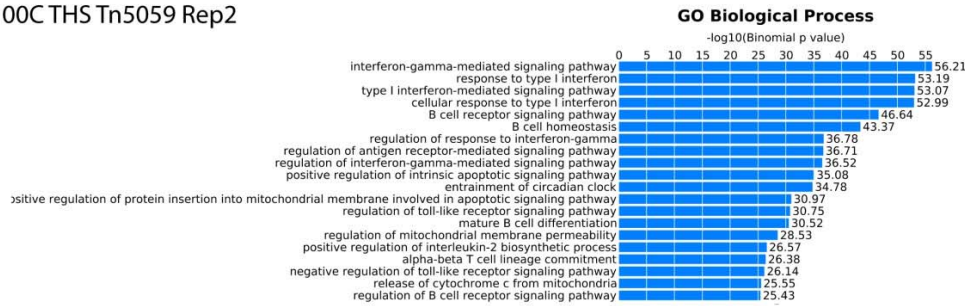 00C THS Tn5059 Rep2
GO Biological Process
-log10(Binomial p value)
0 5 10 15 20 25 30 35 40 45 50 55
interferon-gamma-mediated signaling pathway 56.21
response to type I interferon 53.19
type I interferon-mediated signaling pathway 53.07
cellular response to type I interferon 52.99
B cell receptor signaling pathway 46.64
B cell homeostasis 43.37
regulation of response to interferon-gamma 36.78
regulation of antigen receptor-mediated signaling pathway 36.71
regulation of interferon-gamma-mediated signaling pathway 36.52
positive regulation of intrinsic apoptotic signaling pathway 35.08
entrainment of circadian clock 34.78
ositive regulation of protein insertion into mitochondrial membrane involved in apoptotic signaling pathway 30.97
regulation of toll-like receptor signaling pathway 30.75
mature B cell differentiation 30.52
regulation of mitochondrial membrane permeability 28.53
positive regulation of interleukin-2 biosynthetic process 26.57
alpha-beta T cell lineage commitment 26.38
negative regulation of toll-like receptor signaling pathway 26.14
release of cytochrome c from mitochondria 25.55
regulation of B cell receptor signaling pathway 25.43